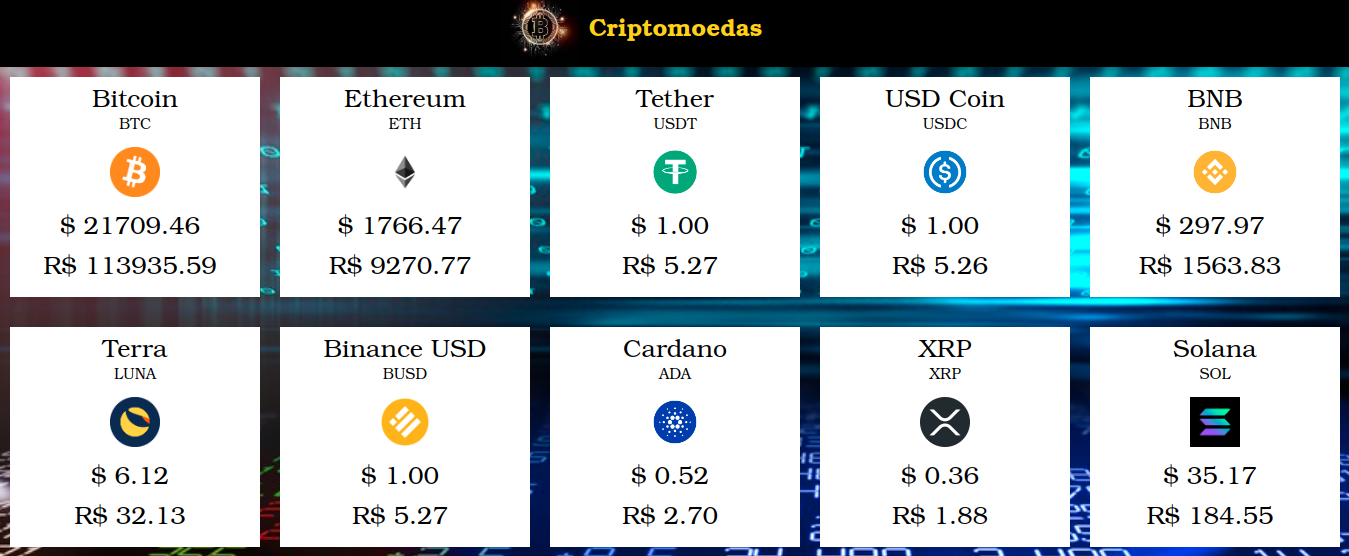 Criptomoedas
Bitcoin
BTC
$ 21709.46
R$ 113935.59
Ethereum
ETH
$ 1766.47
R$ 9270.77
Tether
USDT
$ 1.00
R$ 5.27
USD Coin
USDC
$ 1.00
R$ 5.26
BNB
BNB
$ 297.97
R$ 1563.83
Terra
LUNA
$ 6.12
R$ 32.13
Binance USD
BUSD
$ 1.00
R$ 5.27
Cardano
ADA
$ 0.52
R$ 2.70
XRP
XRP
$ 0.36
R$ 1.88
Solana
SOL
$ 35.17
R$ 184.55